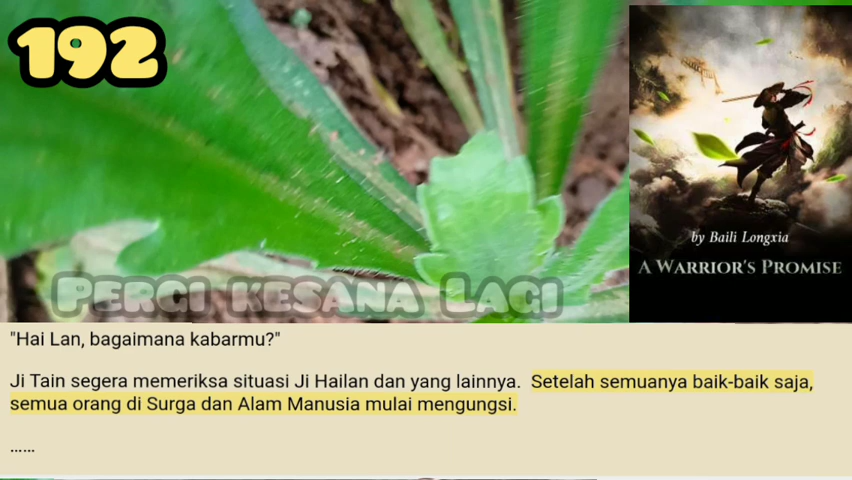 192
by Baili Longxia
A WARRIOR'S PROMISE
PERGI KESANA LAGI
"Hai Lan, bagaimana kabarmu?"
Ji Tain segera memeriksa situasi Ji Hailan dan yang lainnya. Setelah semuanya baik-baik saja,
semua orang di Surga dan Alam Manusia mulai mengungsi.
......